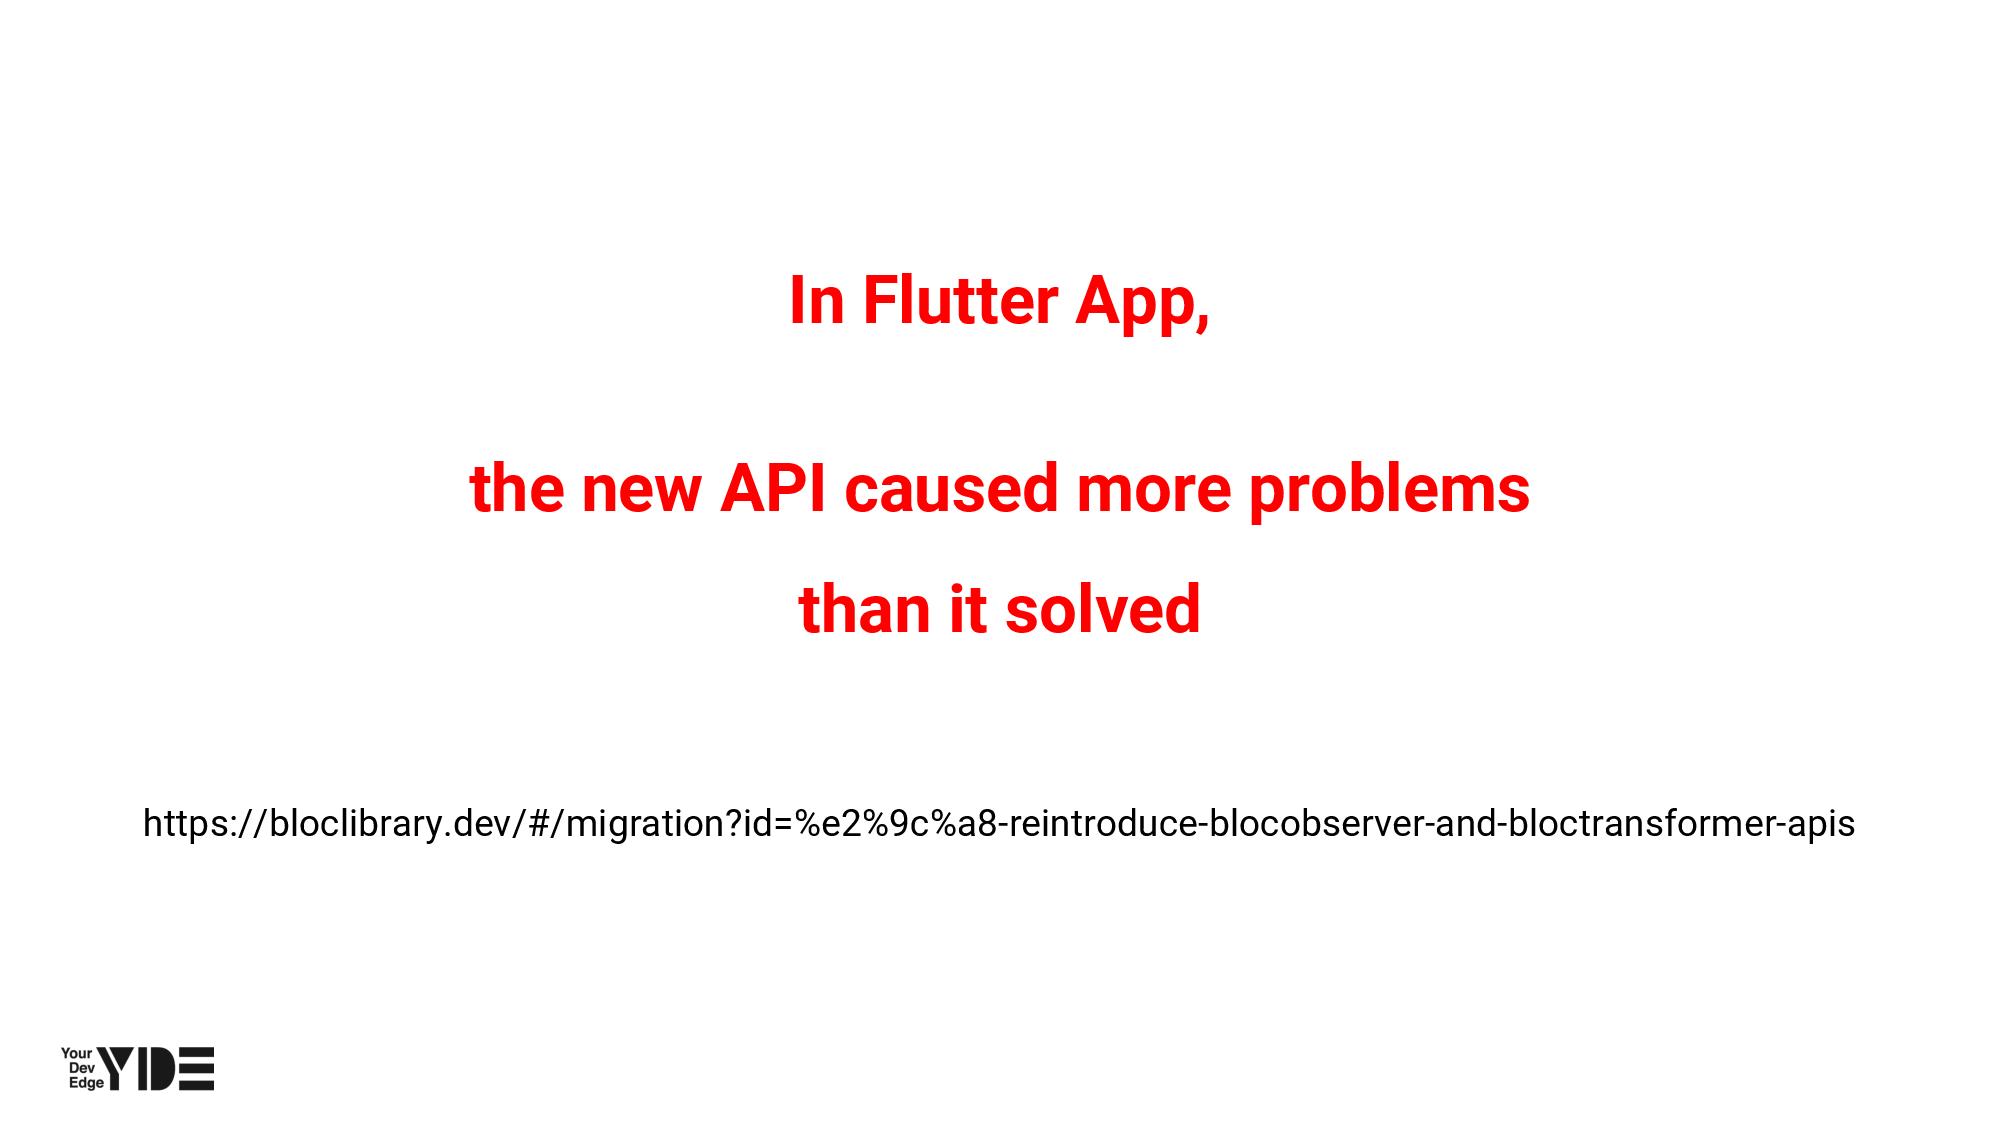 In Flutter App,
the new API caused more problems
than it solved
https://bloclibrary.dev/#/migration?id=%e2%9c%a8-reintroduce-blocobserver-and-bloctransformer-apis
Your
Dev
Edge
YIDE